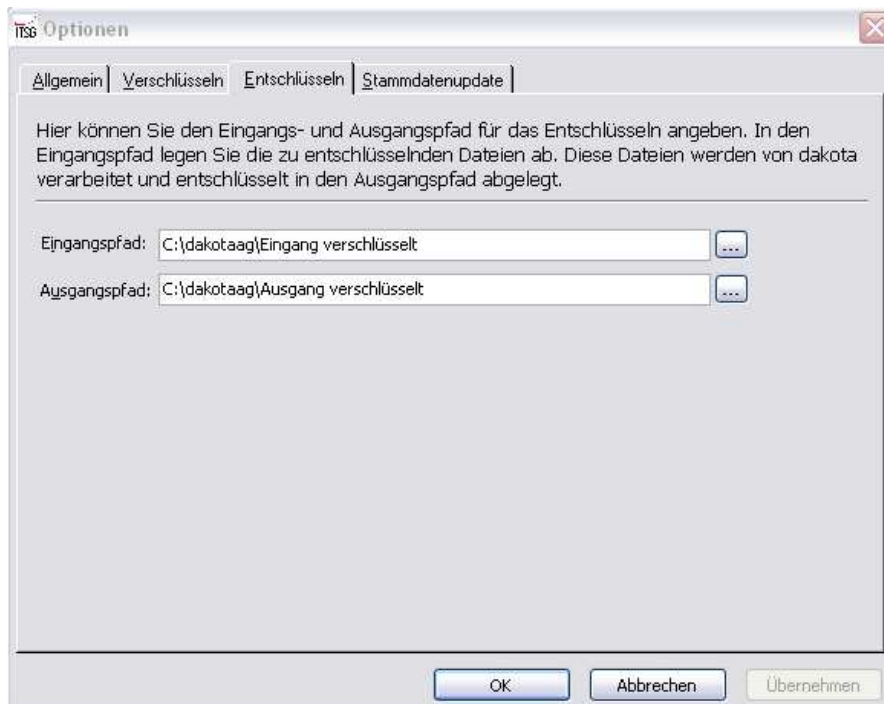 ITSG Optionen
Allgemein Verschlüsseln Entschlüsseln Stammdatenupdate
Hier können Sie den Eingangs- und Ausgangspfad für das Entschlüsseln angeben. In den
Eingangspfad legen Sie die zu entschlüsselnden Dateien ab. Diese Dateien werden von dakota
verarbeitet und entschlüsselt in den Ausgangspfad abgelegt.
Eingangspfad: C:\dakotaag\Eingang verschlüsselt ...
Ausgangspfad: C:\dakotaag\Ausgang verschlüsselt ...
OK Abbrechen Übernehmen